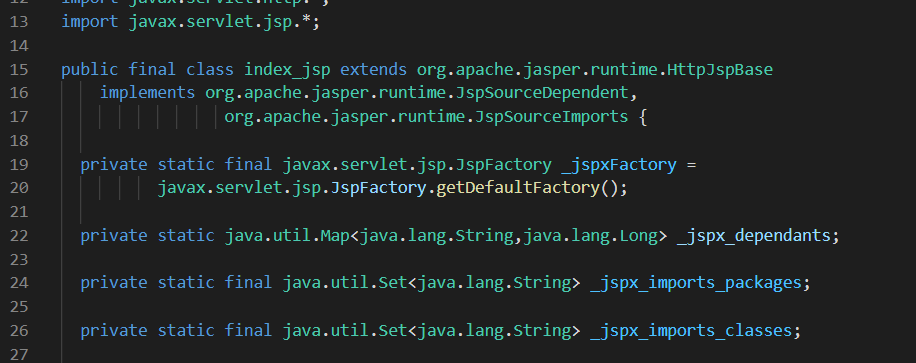 12 import javax.servlet.http.*;
13 import javax.servlet.jsp.*;
14
15 public final class index_jsp extends org.apache.jasper.runtime.HttpJspBase
16 implements org.apache.jasper.runtime.JspSourceDependent,
17 org.apache.jasper.runtime.JspSourceImports {
18
19 private static final javax.servlet.jsp.JspFactory _jspxFactory =
20 javax.servlet.jsp.JspFactory.getDefaultFactory();
21
22 private static java.util.Map<java.lang.String,java.lang.Long> _jspx_dependants;
23
24 private static final java.util.Set<java.lang.String> _jspx_imports_packages;
25
26 private static final java.util.Set<java.lang.String> _jspx_imports_classes;
27